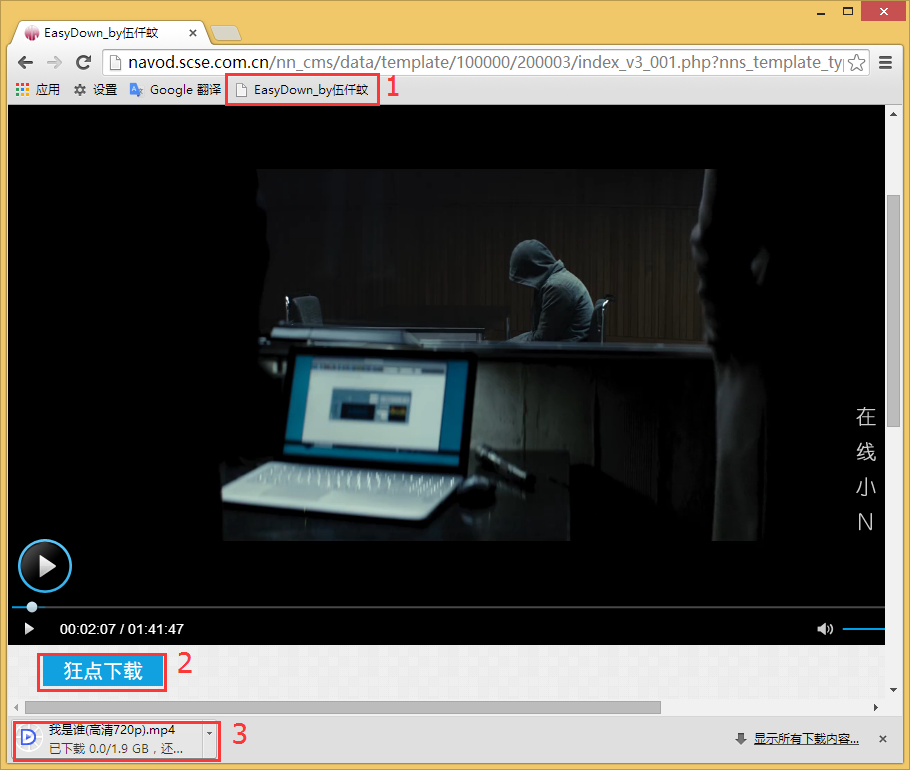 EasyDown_by伍仟蚊
navod.scse.com.cn/nn_cms/data/template/100000/200003/index_v3_001.php?nns_template_ty
应用 设置 Google 翻译 EasyDown_by伍仟蚊 1
在
线
小
N
00:02:07 / 01:41:47
狂点下载 2
我是谁(高清720p).mp4
已下载 0.0/1.9 GB，还... 3
显示所有下载内容...